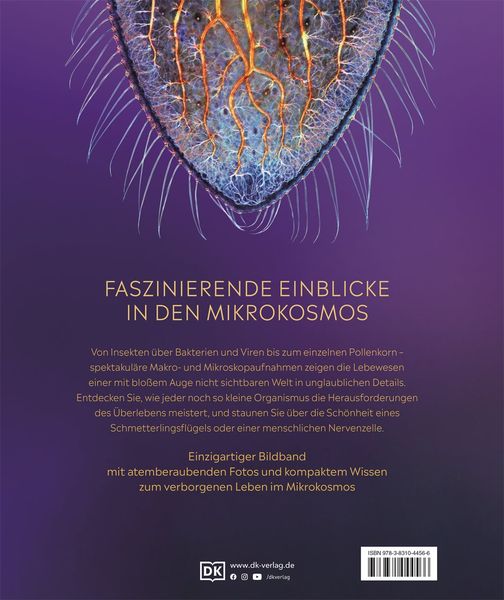 FASZINIERENDE EINBLICKE
IN DEN MIKROKOSMOS
Von Insekten über Bakterien und Viren bis zum einzelnen Pollenkorn –
spektakuläre Makro- und Mikroskopaufnahmen zeigen die Lebewesen
einer mit bloßem Auge nicht sichtbaren Welt in unglaublichen Details.
Entdecken Sie, wie jeder noch so kleine Organismus die Herausforderungen
des Überlebens meistert, und staunen Sie über die Schönheit eines
Schmetterlingsflügels oder einer menschlichen Nervenzelle.
Einzigartiger Bildband
mit atemberaubenden Fotos und kompaktem Wissen
zum verborgenen Leben im Mikrokosmos
DK
www.dk-verlag.de
/dkverlag
ISBN 978-3-8310-4456-6